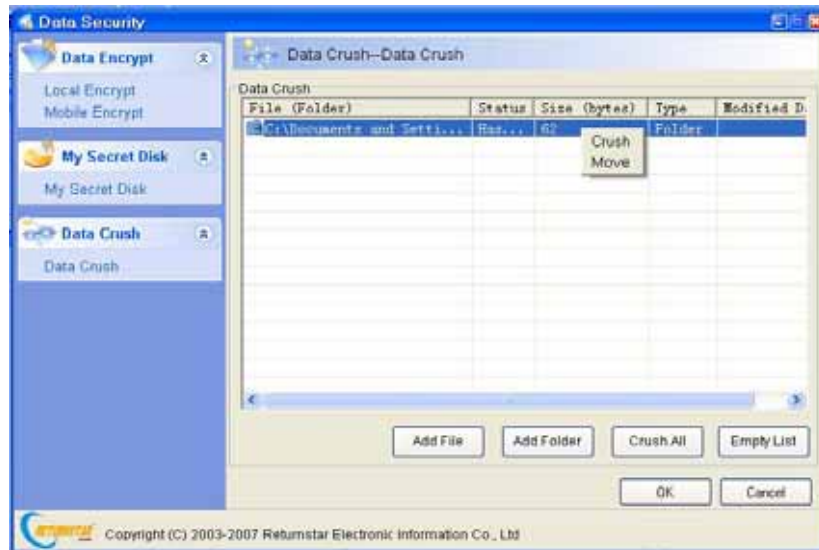 Data Security
Data Encrypt
Local Encrypt
Mobile Encrypt
My Secret Disk
My Secret Disk
Data Crush
Data Crush
Data Crush--Data Crush
Data Crush
File (Folder) Status Size (bytes) Type Modified D
C:\Documents and Setti... Has... 62 Folder
Crush
Move
Add File Add Folder Crush All Empty List
OK Cancel
Copyright (C) 2003-2007 Returnstar Electronic Information Co., Ltd